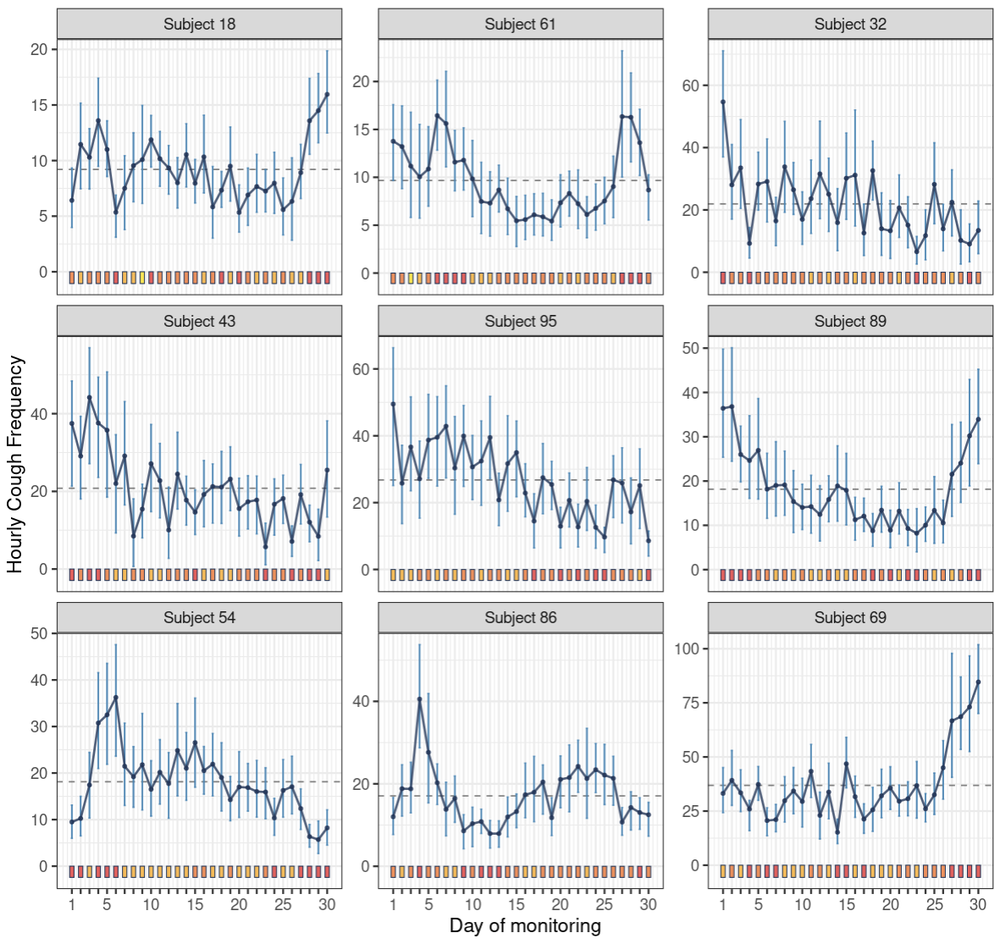 Subject 18
Subject 61
Subject 32
20
15
10
5
0
20
15
10
5
0
60
40
20
0
Hourly Cough Frequency
Subject 43
Subject 95
Subject 89
40
20
0
60
40
20
0
50
40
30
20
10
0
Subject 54
Subject 86
Subject 69
50
40
30
20
10
0
40
20
0
100
75
50
25
0
1 5 10 15 20 25 30
1 5 10 15 20 25 30
1 5 10 15 20 25 30
Day of monitoring